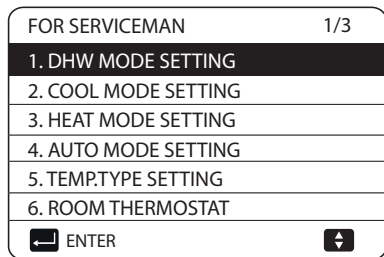 FOR SERVICEMAN 1/3
1. DHW MODE SETTING
2. COOL MODE SETTING
3. HEAT MODE SETTING
4. AUTO MODE SETTING
5. TEMP.TYPE SETTING
6. ROOM THERMOSTAT
ENTER